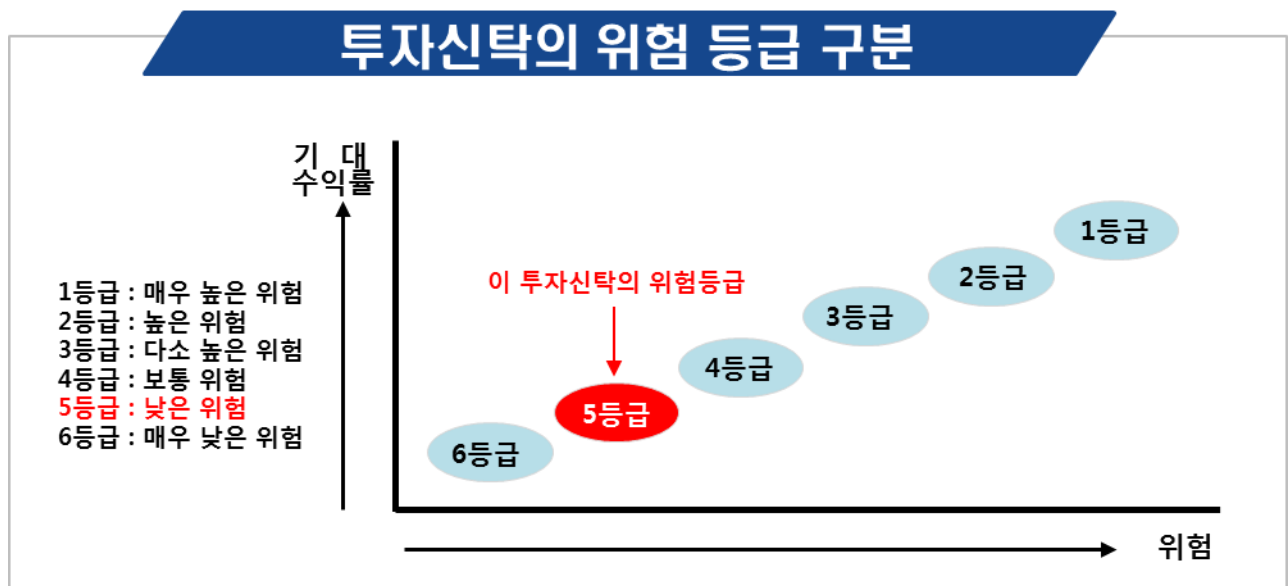 투자신탁의 위험 등급 구분
기 대
수익률
1등급 : 매우 높은 위험
2등급 : 높은 위험
3등급 : 다소 높은 위험
4등급 : 보통 위험
5등급 : 낮은 위험
6등급 : 매우 낮은 위험
이 투자신탁의 위험등급
1등급
2등급
3등급
4등급
5등급
6등급
위험